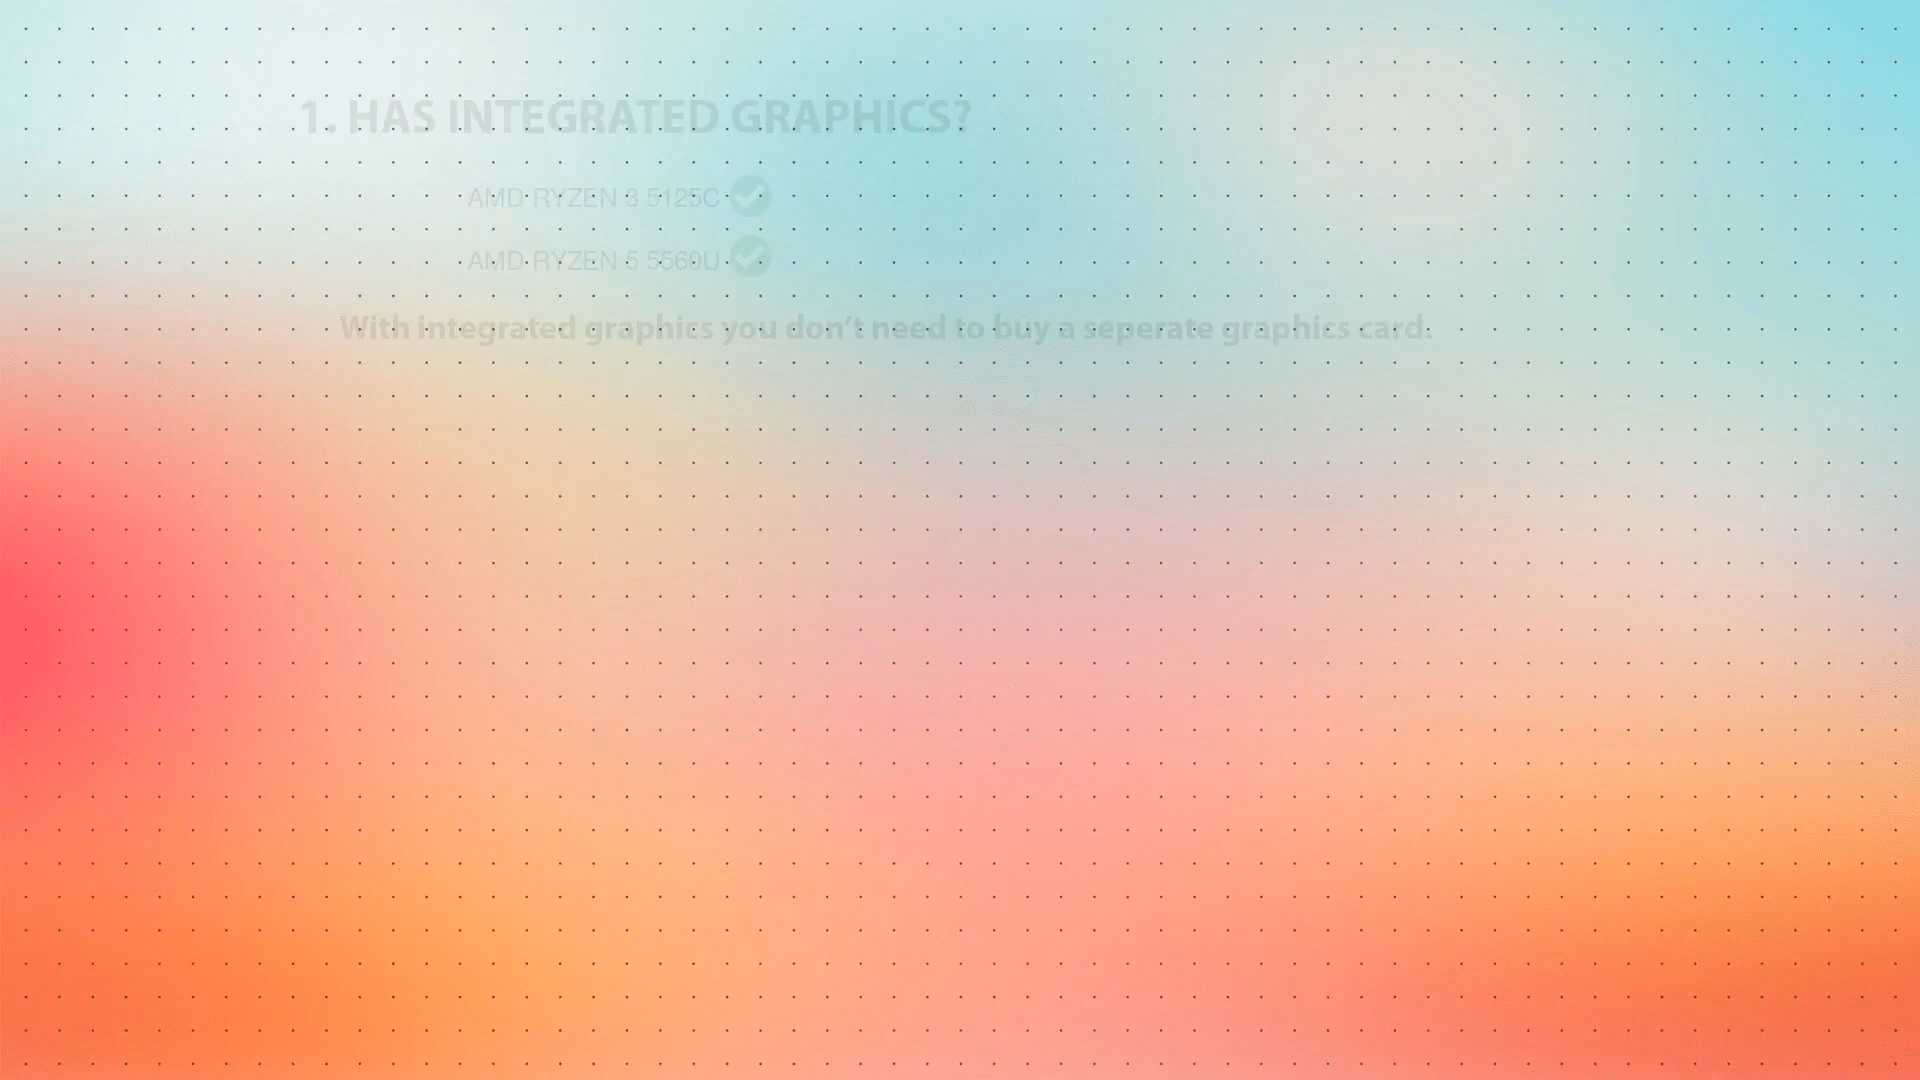 1. HAS INTEGRATED GRAPHICS?
AMD RYZEN 3 5125C
AMD RYZEN 5 5560U
With integrated graphics you don’t need to buy a seperate graphics card.